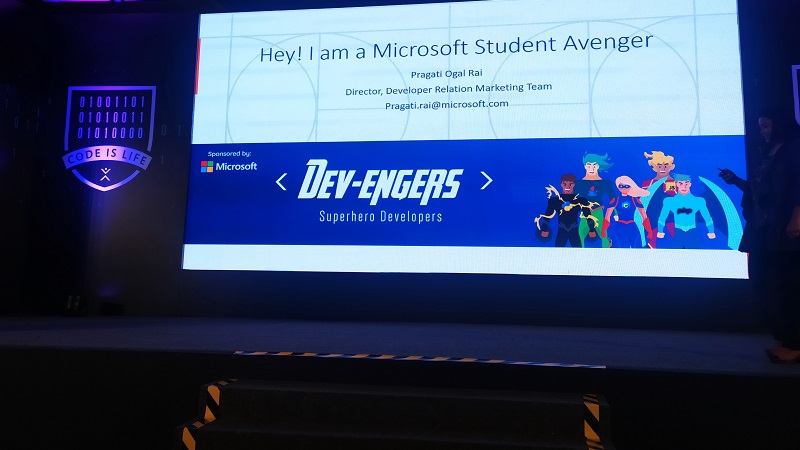 Hey! I am a Microsoft Student Avenger
Pragati Ogal Rai
Director, Developer Relation Marketing Team
Pragati.rai@microsoft.com
Sponsored by:
Microsoft
< DEV-ENGERS >
Superhero Developers
01001101
01010011
01010000
CODE IS LIFE